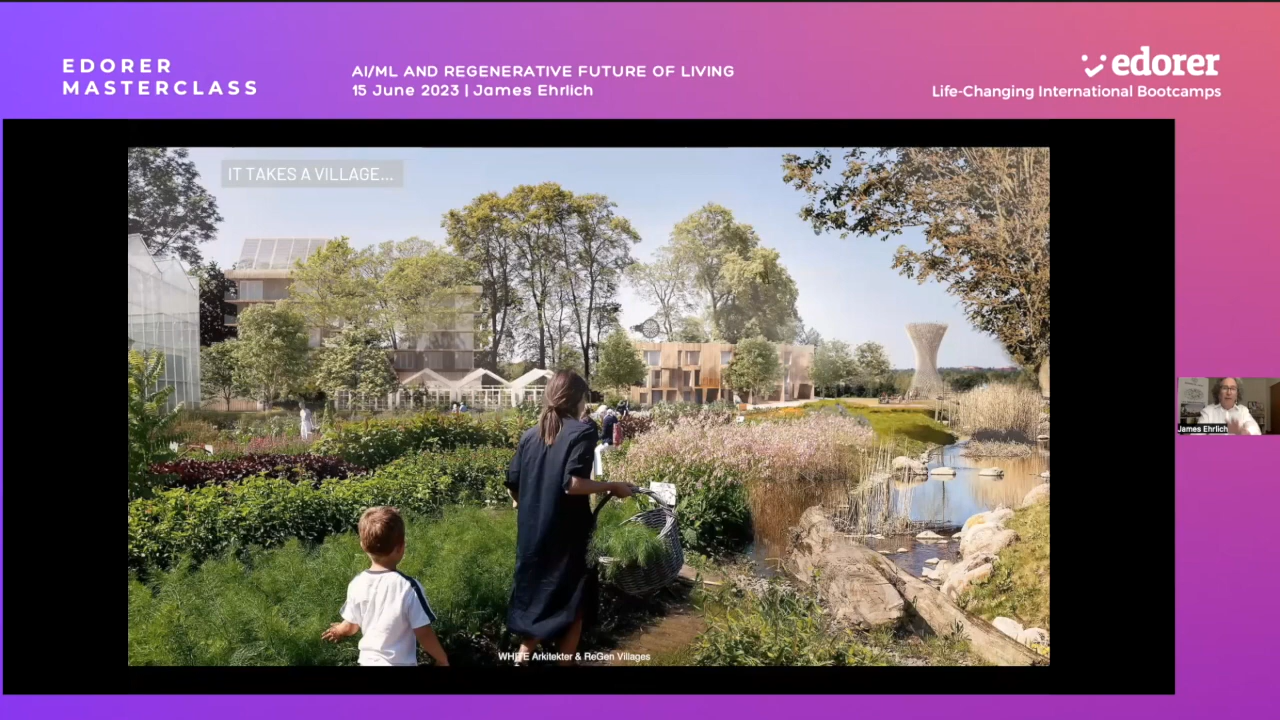 EDORER
MASTERCLASS
AI/ML AND REGENERATIVE FUTURE OF LIVING
15 June 2023 | James Ehrlich
edorer
Life-Changing International Bootcamps
IT TAKES A VILLAGE...
James Ehrlich
WHITE Arkitekter & ReGen Villages